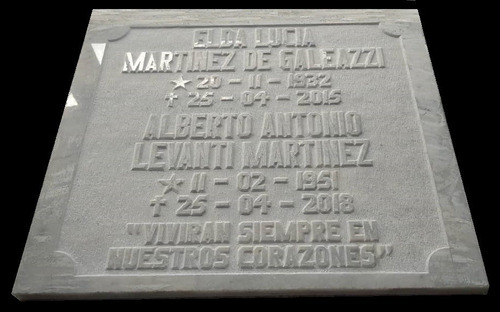 ELDA LUCIA
MARTINEZ DE GALEAZZI
★ 20 - 11 - 1932
✝ 25 - 04 - 2015
ALBERTO ANTONIO
LEVANTI MARTINEZ
★ 11 - 02 - 1951
✝ 25 - 04 - 2018
"VIVIRAN SIEMPRE EN
NUESTROS CORAZONES"